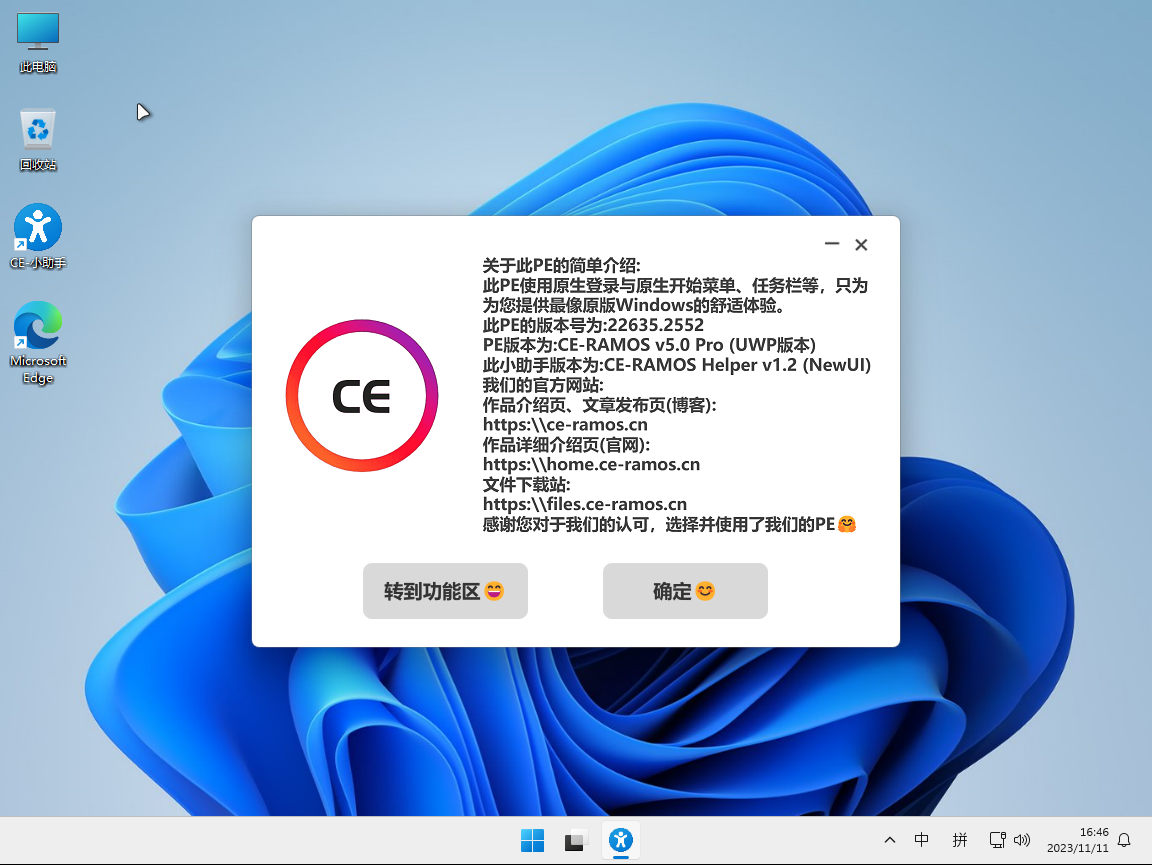 此电脑
回收站
CE-小助手
Microsoft
Edge
关于此PE的简单介绍:
此PE使用原生登录与原生开始菜单、任务栏等，只为
为您提供最像原版Windows的舒适体验。
此PE的版本号为:22635.2552
PE版本为:CE-RAMOS v5.0 Pro (UWP版本)
此小助手版本为:CE-RAMOS Helper v1.2 (NewUI)
我们的官方网站:
作品介绍页、文章发布页(博客):
https:\\ce-ramos.cn
作品详细介绍页(官网):
https:\\home.ce-ramos.cn
文件下载站:
https:\\files.ce-ramos.cn
感谢您对于我们的认可，选择并使用了我们的PE🤗
CE
转到功能区😄
确定😊
中
拼
16:46
2023/11/11